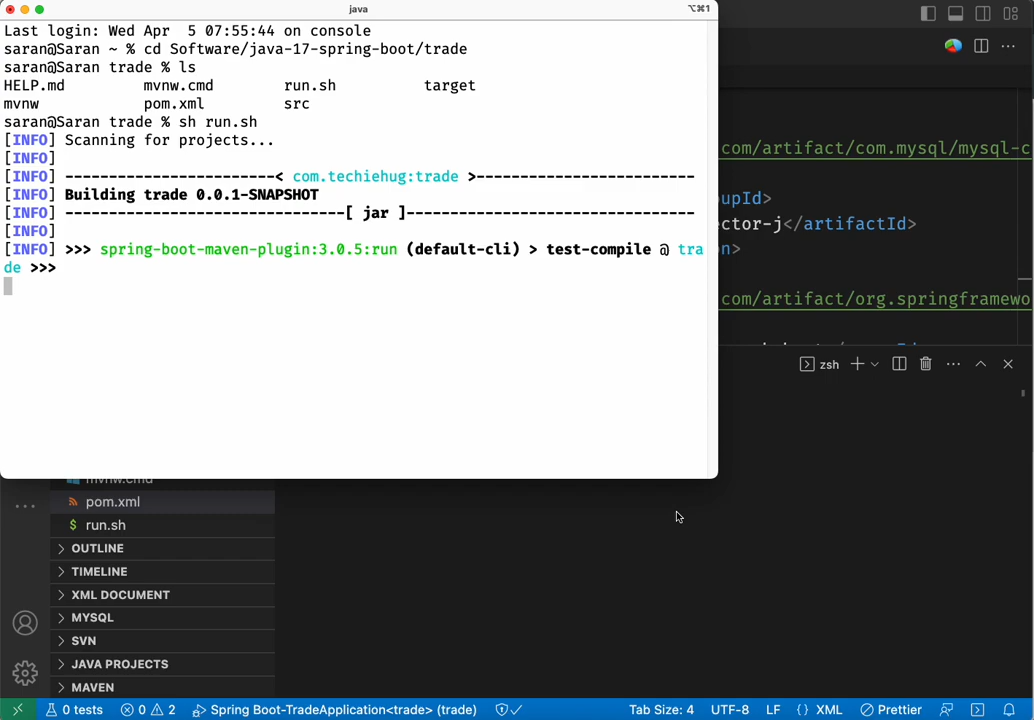 java
⌥⌘1
Last login: Wed Apr  5 07:55:44 on console
saran@Saran ~ % cd Software/java-17-spring-boot/trade
saran@Saran trade % ls
HELP.md mvnw.cmd run.sh target
mvnw pom.xml src
saran@Saran trade % sh run.sh
[INFO] Scanning for projects...
[INFO]
[INFO] ------------------------< com.techiehug:trade >-------------------------
[INFO] Building trade 0.0.1-SNAPSHOT
[INFO] --------------------------------[ jar ]---------------------------------
[INFO]
[INFO] >>> spring-boot-maven-plugin:3.0.5:run (default-cli) > test-compile @ tra
de >>>
com/artifact/com.mysql/mysql-c
upId>
ctor-j</artifactId>
n>
com/artifact/org.springframewo
zsh
mvnw.cmd
pom.xml
$ run.sh
OUTLINE
TIMELINE
XML DOCUMENT
MYSQL
SVN
JAVA PROJECTS
MAVEN
0 tests 0 2 Spring Boot-TradeApplication<trade> (trade) Tab Size: 4 UTF-8 LF {} XML Prettier